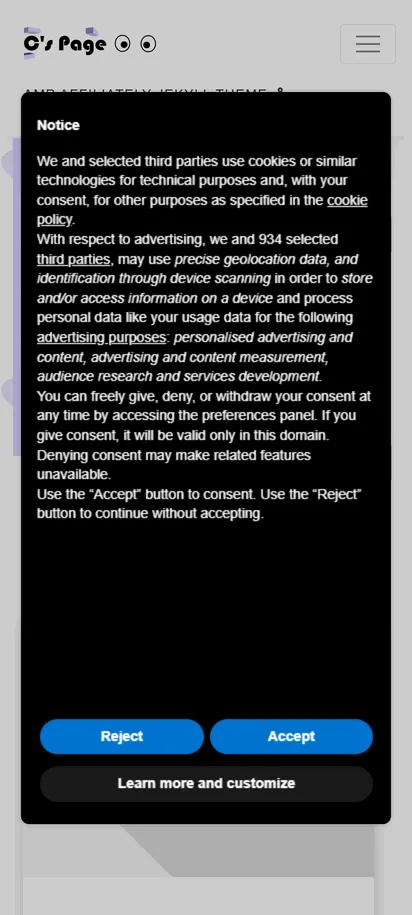 C's Page
AMP AFFILIATELY JEKYLL THEME
Notice
We and selected third parties use cookies or similar
technologies for technical purposes and, with your
consent, for other purposes as specified in the cookie
policy.
With respect to advertising, we and 934 selected
third parties, may use precise geolocation data, and
identification through device scanning in order to store
and/or access information on a device and process
personal data like your usage data for the following
advertising purposes: personalised advertising and
content, advertising and content measurement,
audience research and services development.
You can freely give, deny, or withdraw your consent at
any time by accessing the preferences panel. If you
give consent, it will be valid only in this domain.
Denying consent may make related features
unavailable.
Use the “Accept” button to consent. Use the “Reject”
button to continue without accepting.
Reject Accept
Learn more and customize